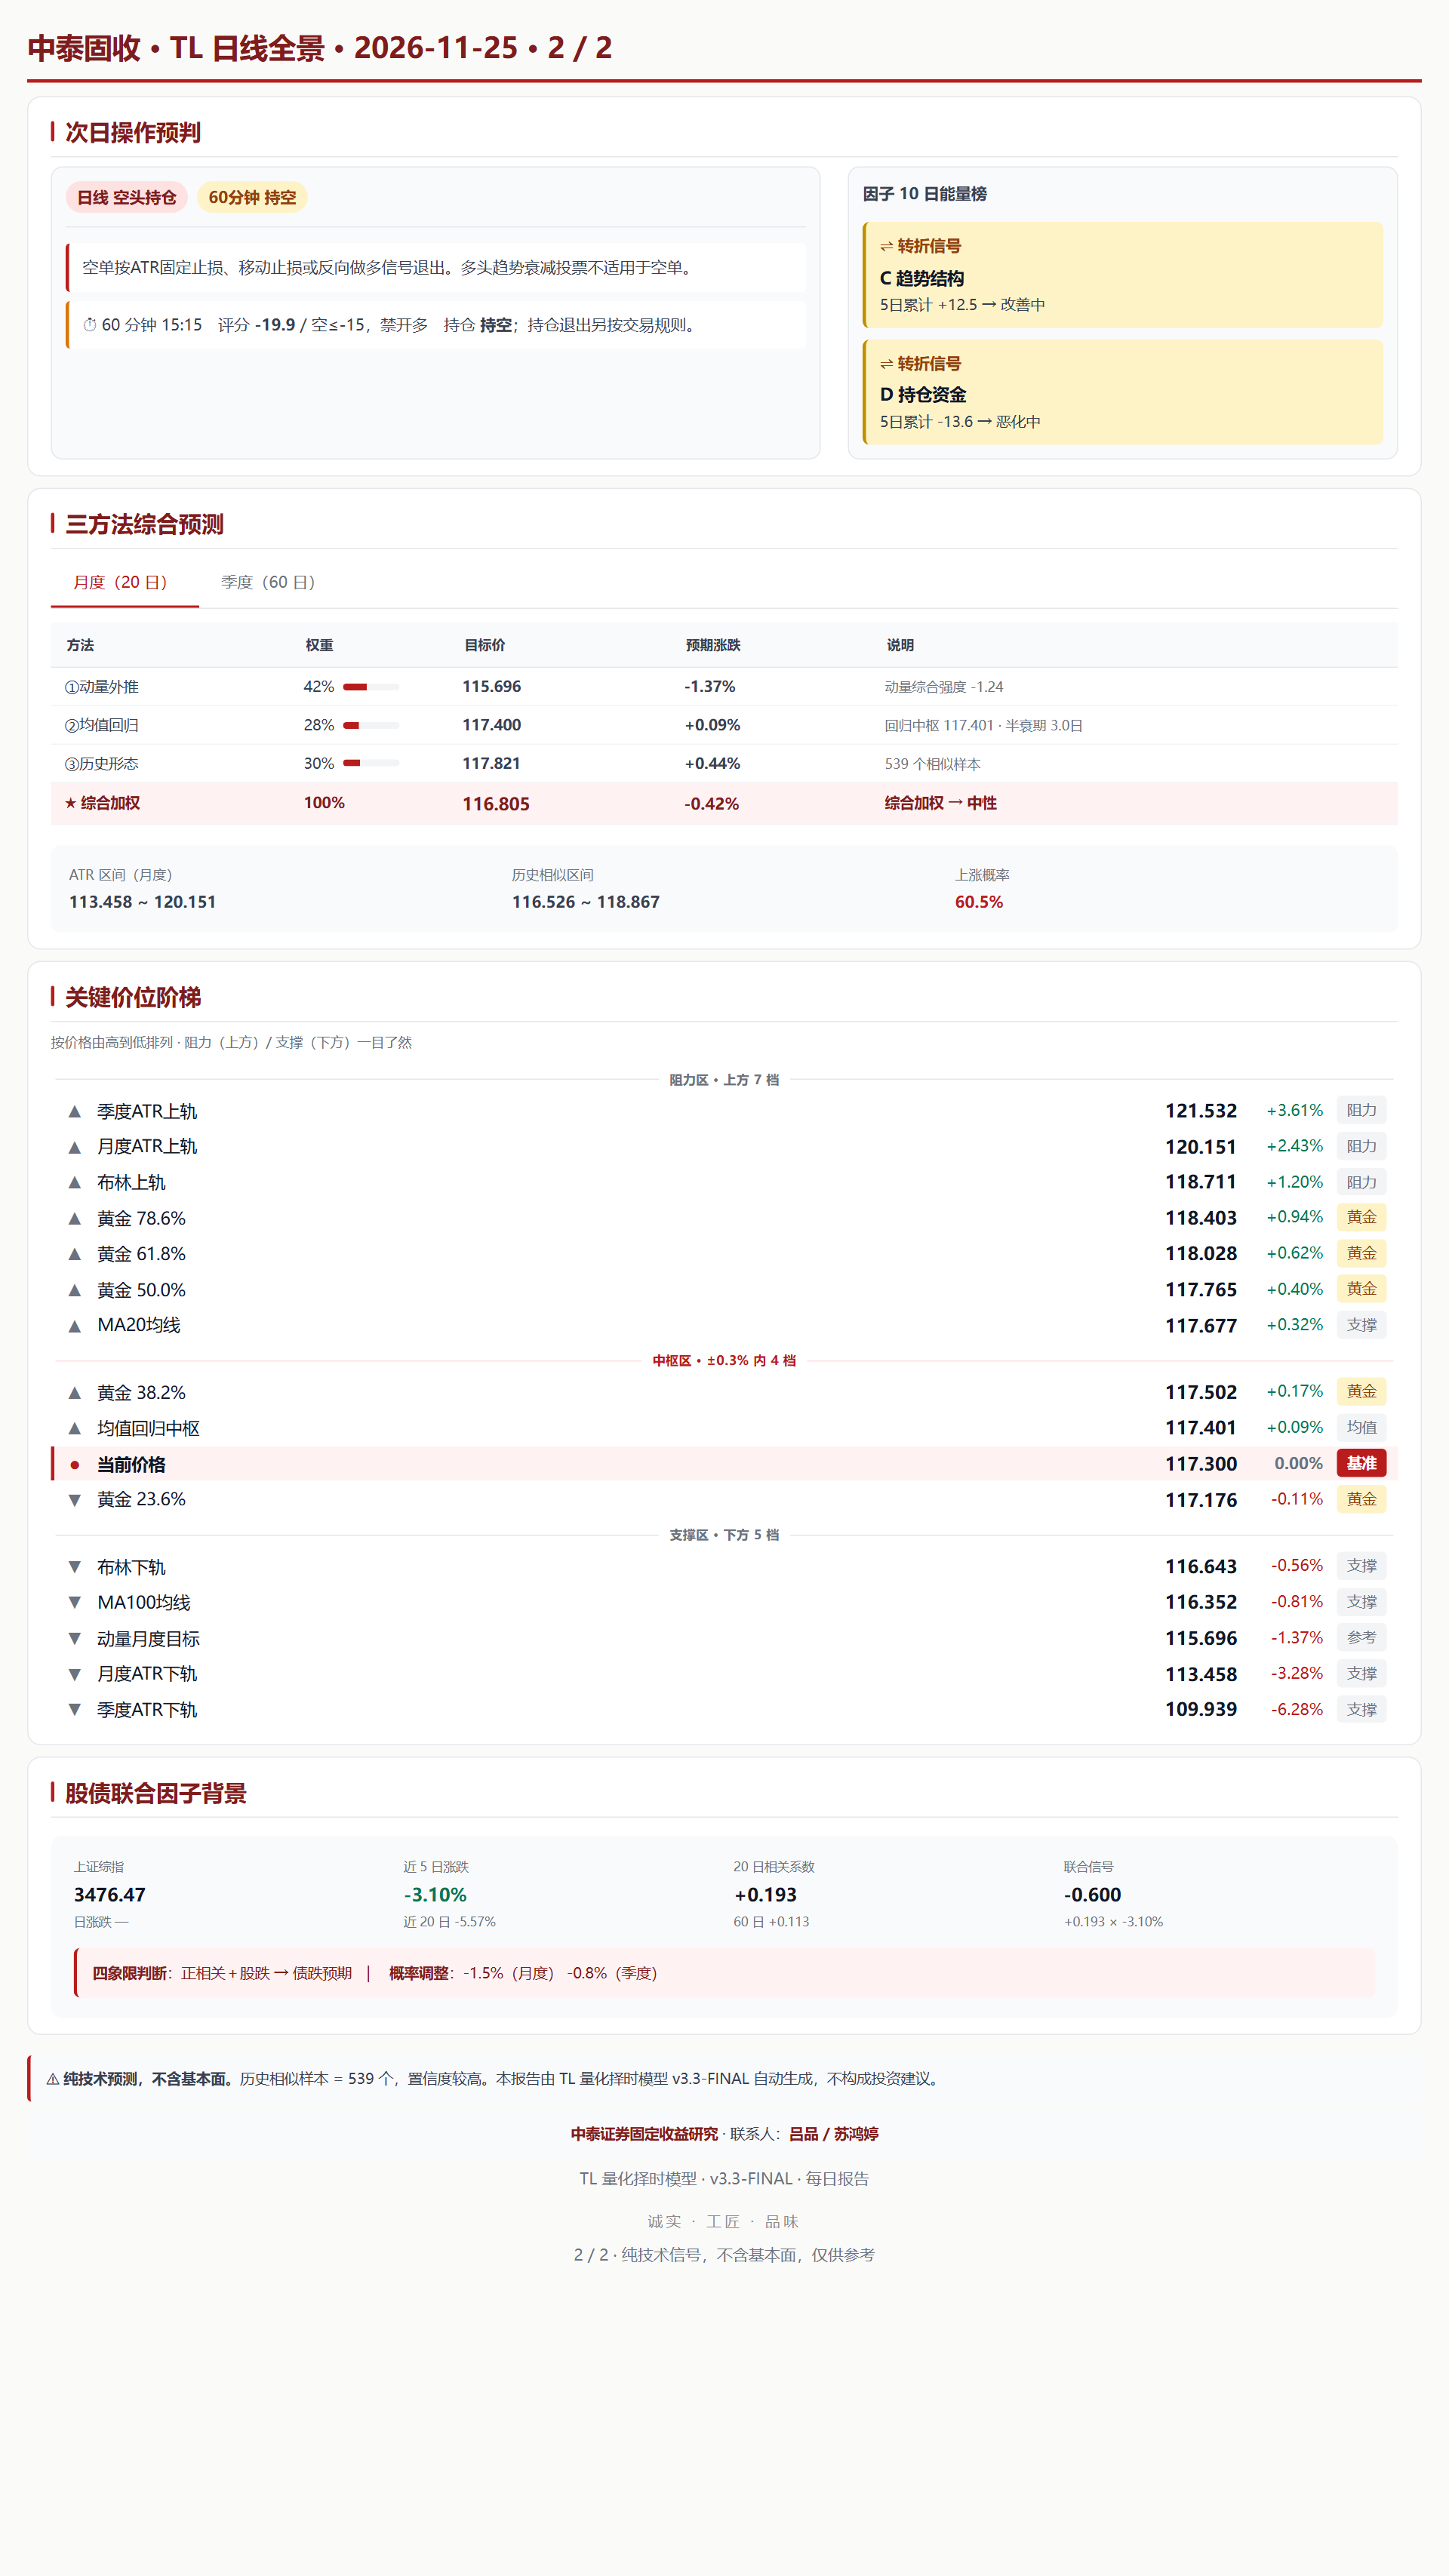 中泰固收 • TL 日线全景 • 2026-11-25 • 2 / 2
次日操作预判
日线 空头持仓 60分钟 持空
空单按ATR固定止损、移动止损或反向做多信号退出。多头趋势衰减投票不适用于空单。
⏱ 60 分钟 15:15 评分 -19.9 / 空≤-15，禁开多 持仓 持空；持仓退出另按交易规则。
因子 10 日能量榜
⇌ 转折信号
C 趋势结构
5日累计 +12.5 → 改善中
⇌ 转折信号
D 持仓资金
5日累计 -13.6 → 恶化中
三方法综合预测
月度（20 日） 季度（60 日）
方法 权重 目标价 预期涨跌 说明
①动量外推 42% 115.696 -1.37% 动量综合强度 -1.24
②均值回归 28% 117.400 +0.09% 回归中枢 117.401 · 半衰期 3.0日
③历史形态 30% 117.821 +0.44% 539 个相似样本
★ 综合加权 100% 116.805 -0.42% 综合加权 → 中性
ATR 区间（月度） 历史相似区间 上涨概率
113.458 ~ 120.151 116.526 ~ 118.867 60.5%
关键价位阶梯
按价格由高到低排列 · 阻力（上方）/ 支撑（下方）一目了然
阻力区 • 上方 7 档
▲ 季度ATR上轨 121.532 +3.61% 阻力
▲ 月度ATR上轨 120.151 +2.43% 阻力
▲ 布林上轨 118.711 +1.20% 阻力
▲ 黄金 78.6% 118.403 +0.94% 黄金
▲ 黄金 61.8% 118.028 +0.62% 黄金
▲ 黄金 50.0% 117.765 +0.40% 黄金
▲ MA20均线 117.677 +0.32% 支撑
中枢区 • ±0.3% 内 4 档
▲ 黄金 38.2% 117.502 +0.17% 黄金
▲ 均值回归中枢 117.401 +0.09% 均值
● 当前价格 117.300 0.00% 基准
▼ 黄金 23.6% 117.176 -0.11% 黄金
支撑区 • 下方 5 档
▼ 布林下轨 116.643 -0.56% 支撑
▼ MA100均线 116.352 -0.81% 支撑
▼ 动量月度目标 115.696 -1.37% 参考
▼ 月度ATR下轨 113.458 -3.28% 支撑
▼ 季度ATR下轨 109.939 -6.28% 支撑
股债联合因子背景
上证综指 近 5 日涨跌 20 日相关系数 联合信号
3476.47 -3.10% +0.193 -0.600
日涨跌 — 近 20 日 -5.57% 60 日 +0.113 +0.193 × -3.10%
四象限判断：正相关 + 股跌 → 债跌预期 | 概率调整：-1.5%（月度） -0.8%（季度）
⚠ 纯技术预测，不含基本面。历史相似样本 = 539 个，置信度较高。本报告由 TL 量化择时模型 v3.3-FINAL 自动生成，不构成投资建议。
中泰证券固定收益研究 · 联系人：吕品 / 苏鸿婷
TL 量化择时模型 · v3.3-FINAL · 每日报告
诚实 · 工匠 · 品味
2 / 2 · 纯技术信号，不含基本面，仅供参考